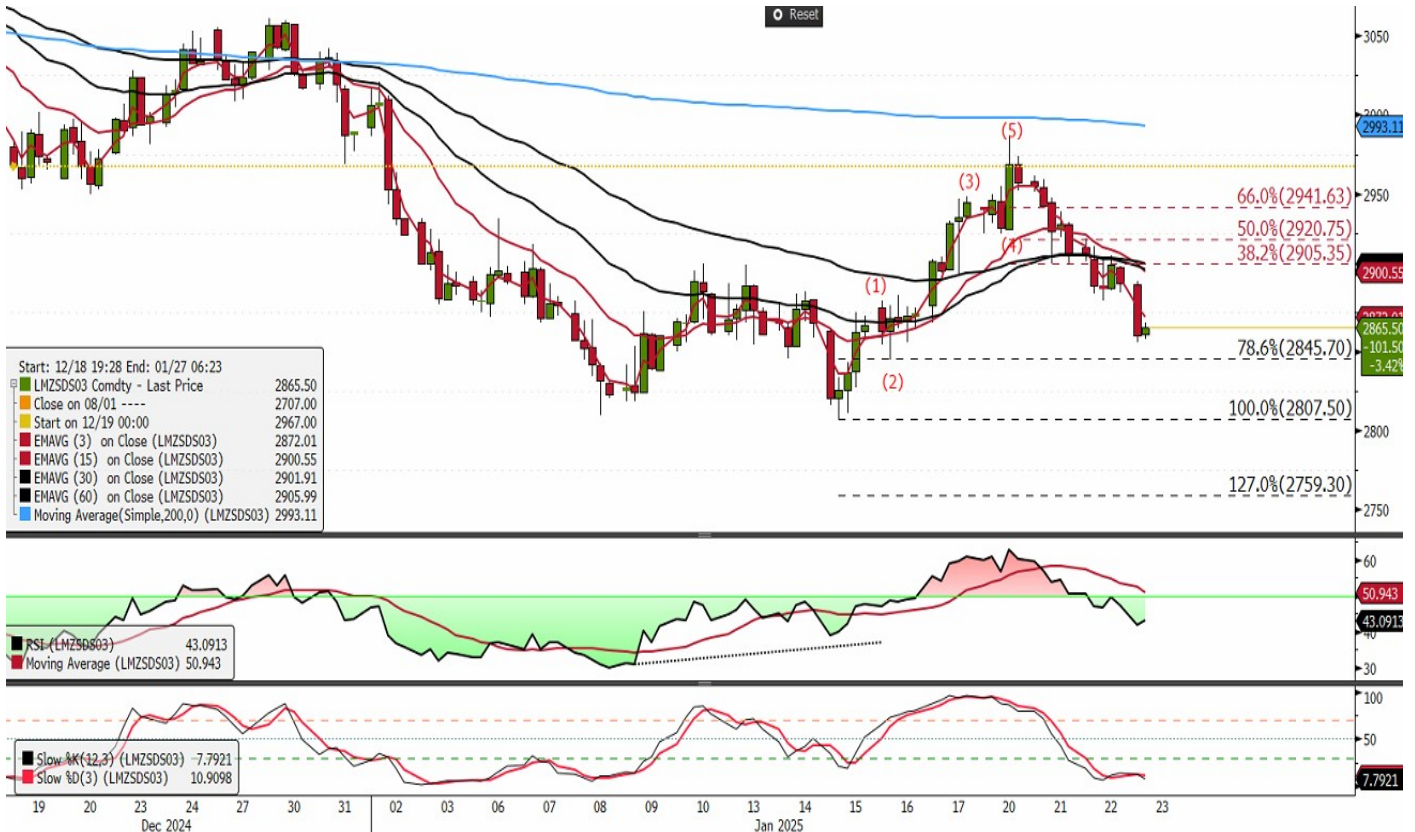 Reset
3050
3000
2993.11
(5)
(3)
66.0%(2941.63)
2950
50.0%(2920.75)
(4)
38.2%(2905.35)
2900.55
(1)
2865.50
-101.50
-3.42%
78.6%(2845.70)
(2)
100.0%(2807.50)
2800
127.0%(2759.30)
2750
Start: 12/18 19:28 End: 01/27 06:23
LMZSDS03 Comdty - Last Price 2865.50
Close on 08/01 ---- 2707.00
Start on 12/19 00:00 2967.00
EMAVG (3) on Close (LMZSDS03) 2872.01
EMAVG (15) on Close (LMZSDS03) 2900.55
EMAVG (30) on Close (LMZSDS03) 2901.91
EMAVG (60) on Close (LMZSDS03) 2905.99
Moving Average(Simple,200,0) (LMZSDS03) 2993.11
60
50.943
43.0913
40
30
RSI (LMZSDS03) 43.0913
Moving Average (LMZSDS03) 50.943
100
50
7.7921
Slow %K(12,3) (LMZSDS03) 7.7921
Slow %D(3) (LMZSDS03) 10.9098
19 20 23 24 27 30 31 02 03 06 07 08 09 10 13 14 15 16 17 20 21 22 23
Dec 2024 Jan 2025